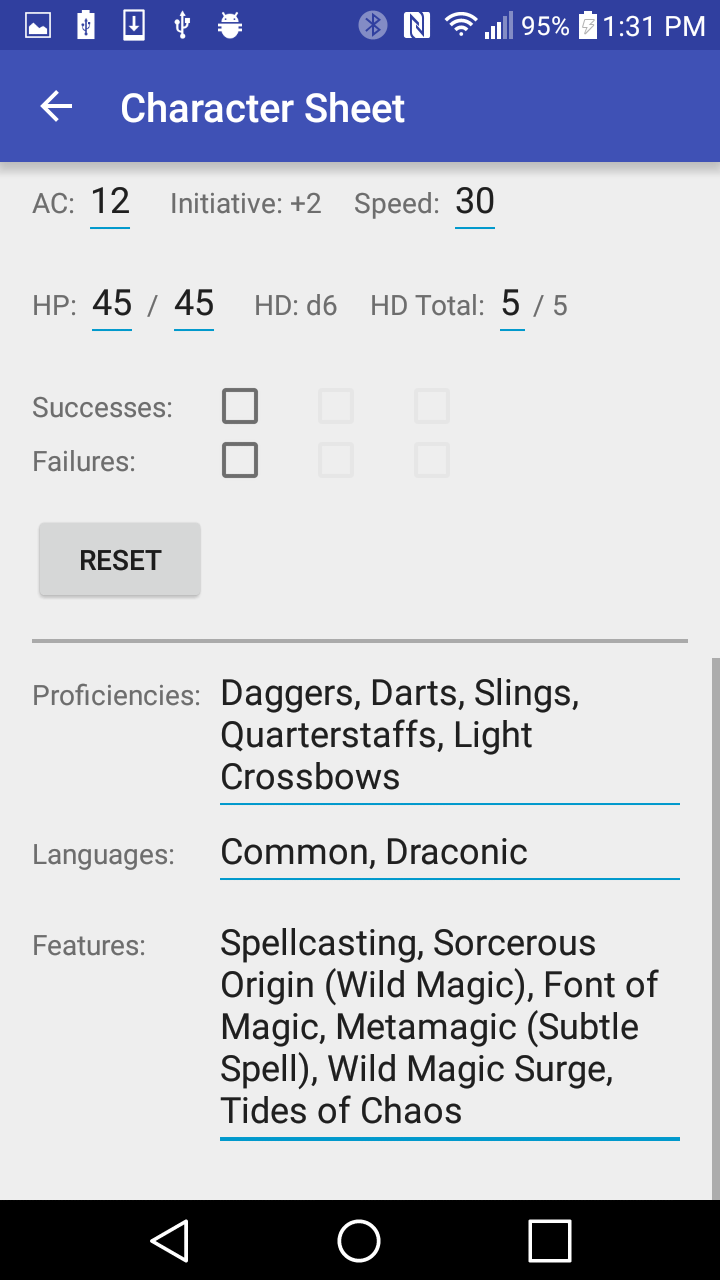 95% 1:31 PM
Character Sheet
AC: 12 Initiative: +2 Speed: 30
HP: 45 / 45 HD: d6 HD Total: 5 / 5
Successes:
Failures:
RESET
Proficiencies: Daggers, Darts, Slings,
Quarterstaffs, Light
Crossbows
Languages: Common, Draconic
Features: Spellcasting, Sorcerous
Origin (Wild Magic), Font of
Magic, Metamagic (Subtle
Spell), Wild Magic Surge,
Tides of Chaos